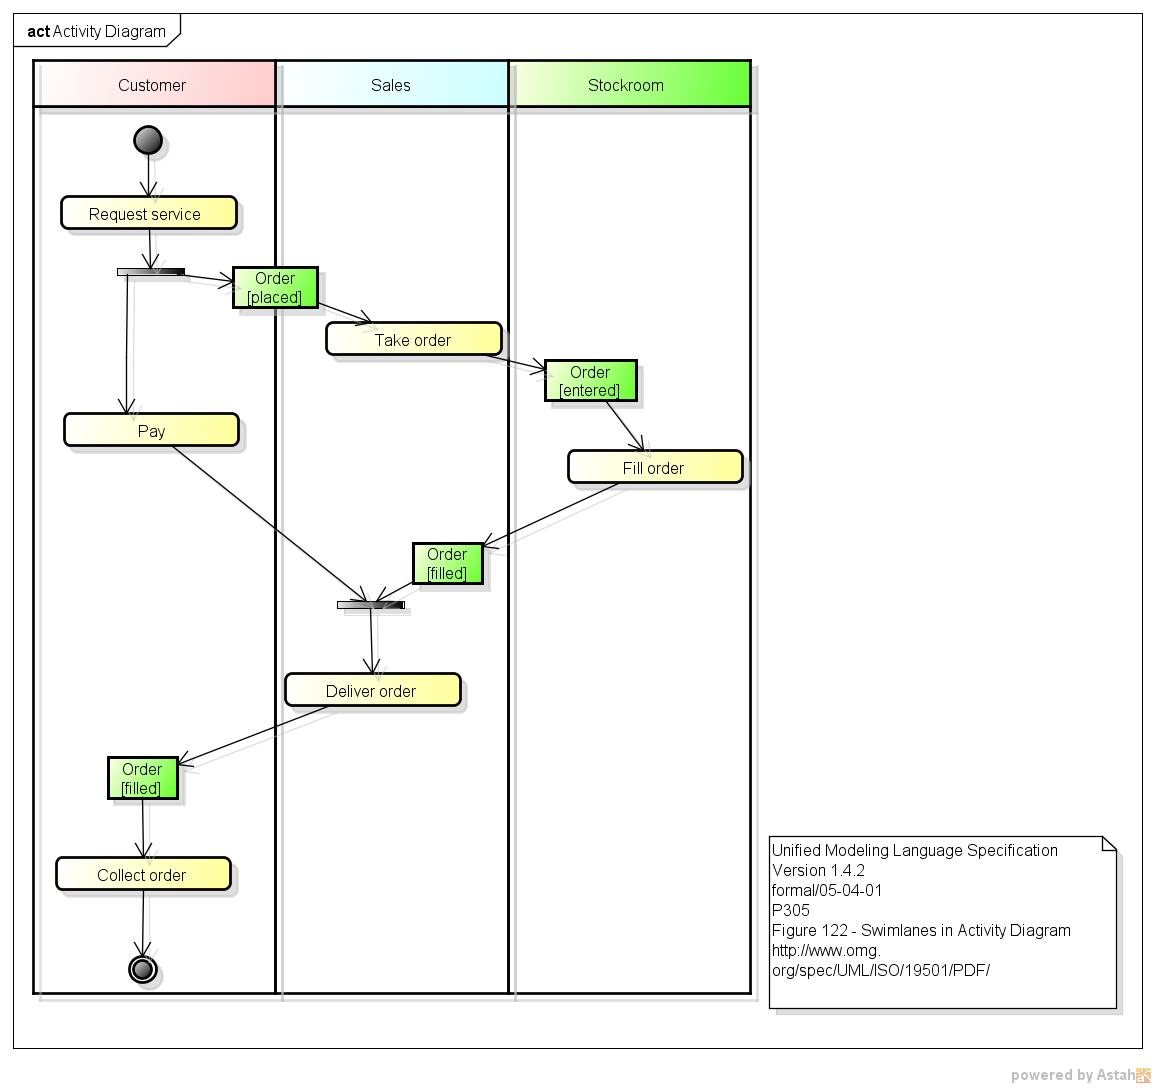 act Activity Diagram
Customer
Sales
Stockroom
Request service
Order
[placed]
Take order
Order
[entered]
Pay
Fill order
Order
[filled]
Deliver order
Order
[filled]
Collect order
Unified Modeling Language Specification
Version 1.4.2
formal/05-04-01
P305
Figure 122 - Swimlanes in Activity Diagram
http://www.omg.
org/spec/UML/ISO/19501/PDF/
powered by Astah